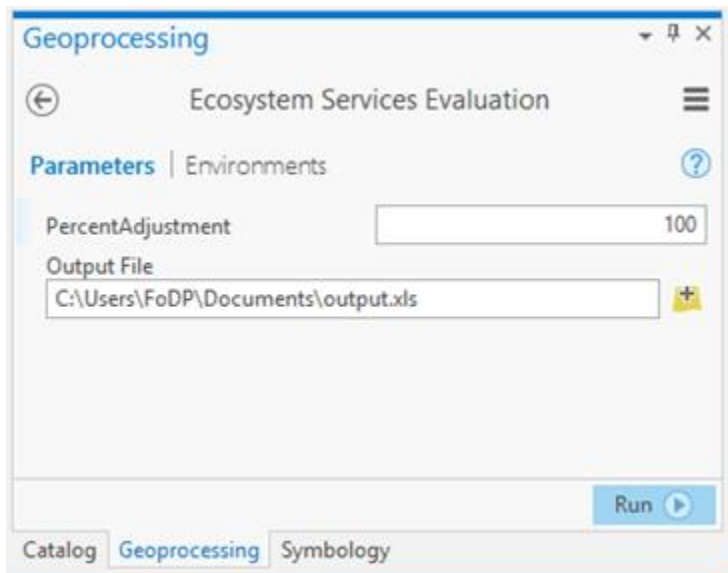 Geoprocessing
Ecosystem Services Evaluation
Parameters | Environments
PercentAdjustment 100
Output File
C:\Users\FoDP\Documents\output.xls
Run
Catalog Geoprocessing Symbology